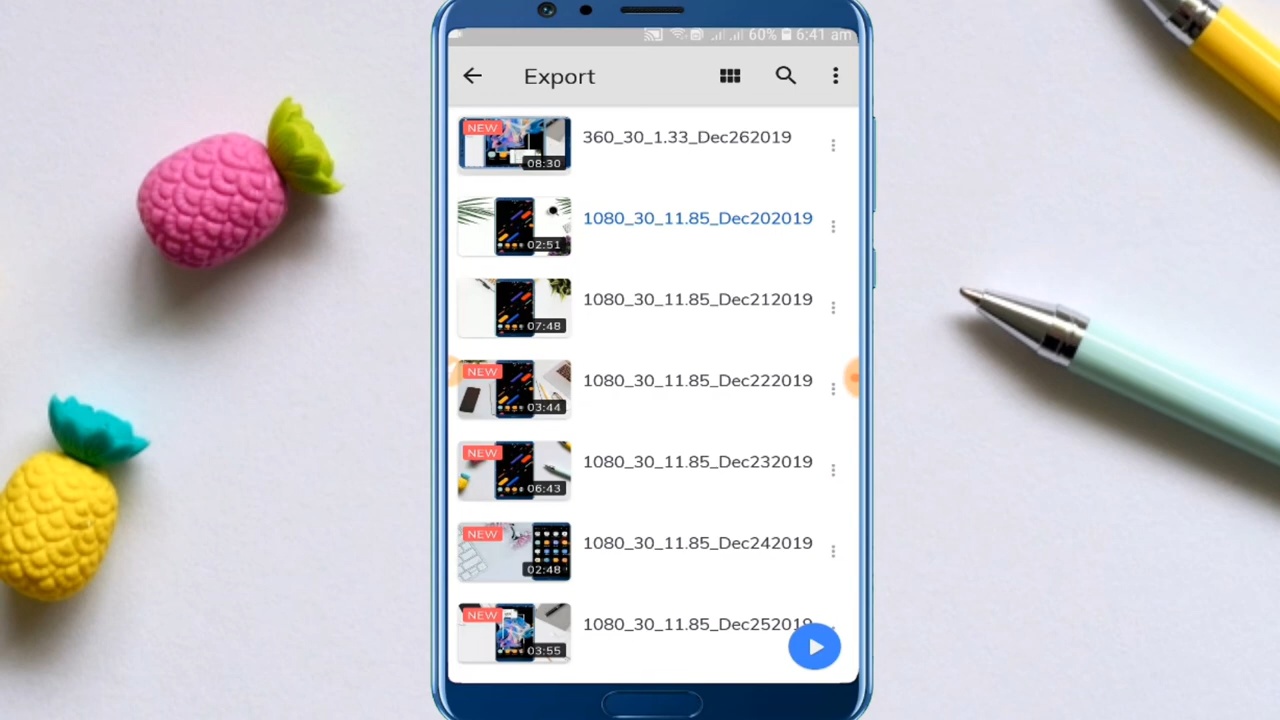 60% 6:41 am
Export
NEW
08:30
360_30_1.33_Dec262019
02:51
1080_30_11.85_Dec202019
07:48
1080_30_11.85_Dec212019
NEW
03:44
1080_30_11.85_Dec222019
NEW
06:43
1080_30_11.85_Dec232019
NEW
02:48
1080_30_11.85_Dec242019
NEW
03:55
1080_30_11.85_Dec252019